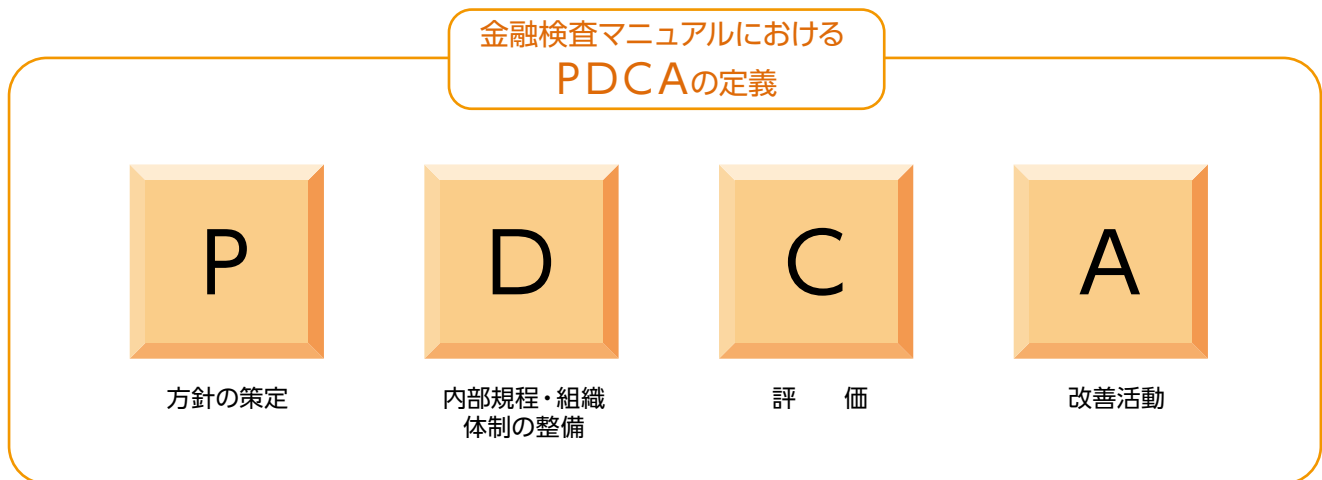 金融検査マニュアルにおける
PDCAの定義
P
D
C
A
方針の策定
内部規程・組織
体制の整備
評　価
改善活動